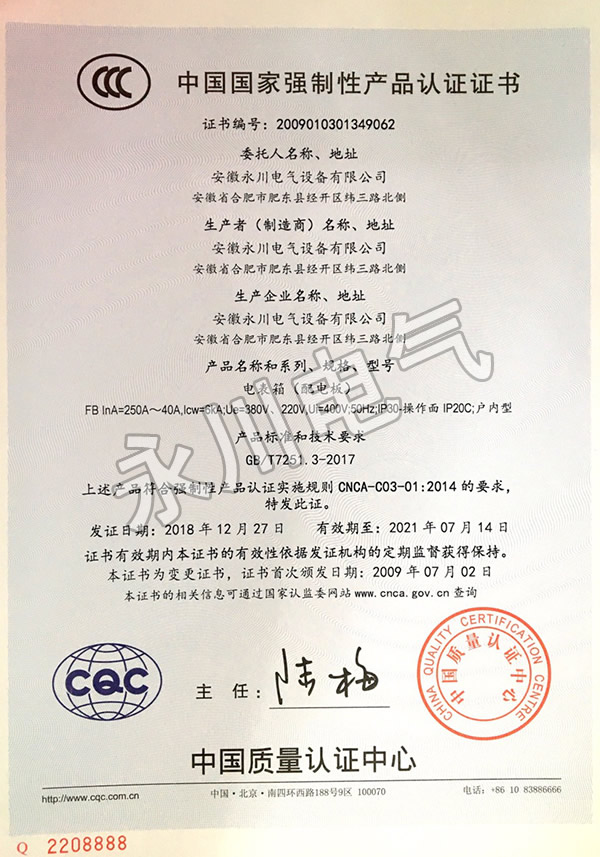 CCC 中国国家强制性产品认证证书
证书编号：2009010301349062
委托人名称、地址
安徽永川电气设备有限公司
安徽省合肥市肥东县经开区纬三路北侧
生产者（制造商）名称、地址
安徽永川电气设备有限公司
安徽省合肥市肥东县经开区纬三路北侧
生产企业名称、地址
安徽永川电气设备有限公司
安徽省合肥市肥东县经开区纬三路北侧
产品名称和系列、规格、型号
电表箱（配电板）
FB InA=250A～40A,Icw=6kA;Ue=380V、220V,Ui=400V;50Hz;IP30-操作面 IP20C;户内型
产品标准和技术要求
GB/T7251.3-2017
上述产品符合强制性产品认证实施规则 CNCA-C03-01:2014 的要求，
特发此证。
发证日期：2018 年 12 月 27 日 有效期至：2021 年 07 月 14 日
证书有效期内本证书的有效性依据发证机构的定期监督获得保持。
本证书为变更证书，证书首次颁发日期：2009 年 07 月 02 日
本证书的相关信息可通过国家认监委网站 www.cnca.gov.cn 查询
永川电气
CQC
主 任：陆梅
CHINA QUALITY CERTIFICATION CENTRE
中国质量认证中心
中国质量认证中心
http://www.cqc.com.cn 中国·北京·南四环西路188号9区 100070 电话：+86 10 83886666
Q 2208888